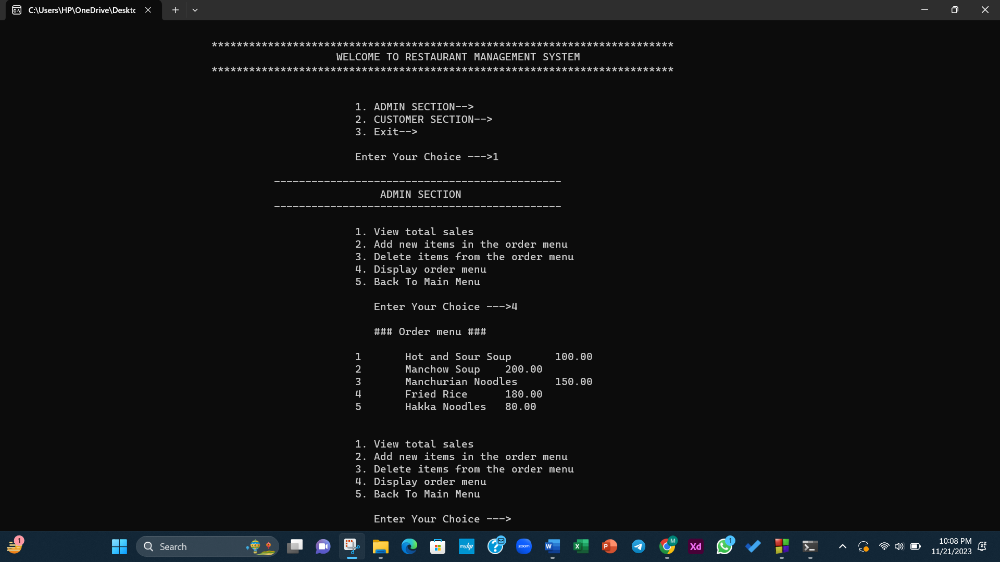 C:\Users\HP\OneDrive\Deskto
**************************************************************************
WELCOME TO RESTAURANT MANAGEMENT SYSTEM
**************************************************************************
1. ADMIN SECTION-->
2. CUSTOMER SECTION-->
3. Exit-->
Enter Your Choice --->1
----------------------------------------------
ADMIN SECTION
----------------------------------------------
1. View total sales
2. Add new items in the order menu
3. Delete items from the order menu
4. Display order menu
5. Back To Main Menu
Enter Your Choice --->4
### Order menu ###
1 Hot and Sour Soup 100.00
2 Manchow Soup 200.00
3 Manchurian Noodles 150.00
4 Fried Rice 180.00
5 Hakka Noodles 80.00
1. View total sales
2. Add new items in the order menu
3. Delete items from the order menu
4. Display order menu
5. Back To Main Menu
Enter Your Choice --->
1 Search myhp zoom W X P M Xd 1 10:08 PM
11/21/2023